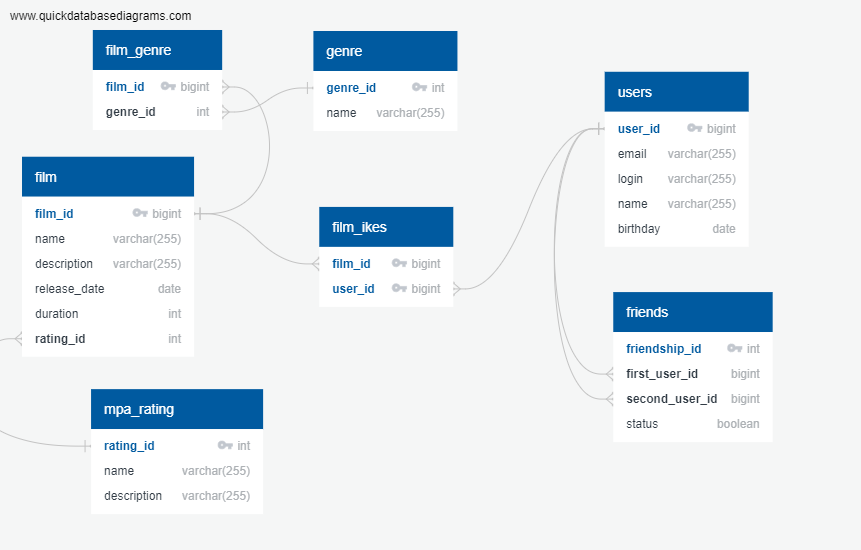 www.quickdatabasediagrams.com
film_genre
film_id bigint
genre_id int
genre
genre_id int
name varchar(255)
users
user_id bigint
email varchar(255)
login varchar(255)
name varchar(255)
birthday date
film
film_id bigint
name varchar(255)
description varchar(255)
release_date date
duration int
rating_id int
film_ikes
film_id bigint
user_id bigint
friends
friendship_id int
first_user_id bigint
second_user_id bigint
status boolean
mpa_rating
rating_id int
name varchar(255)
description varchar(255)